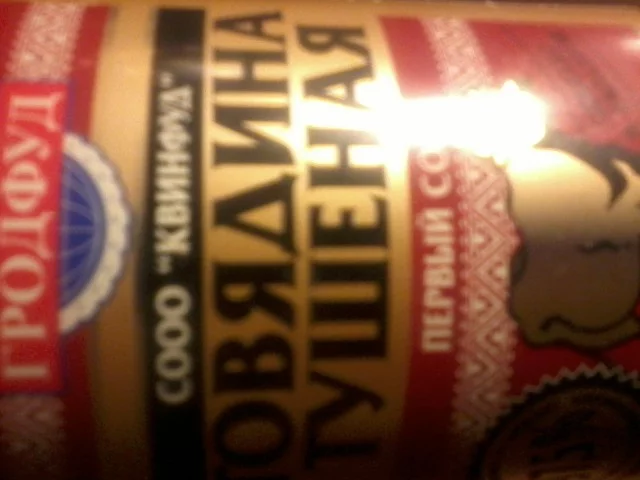 ГРОДФУД
СООО "КВИНФУД"
ГОВЯДИНА
ТУШЕНАЯ
ПЕРВЫЙ СО